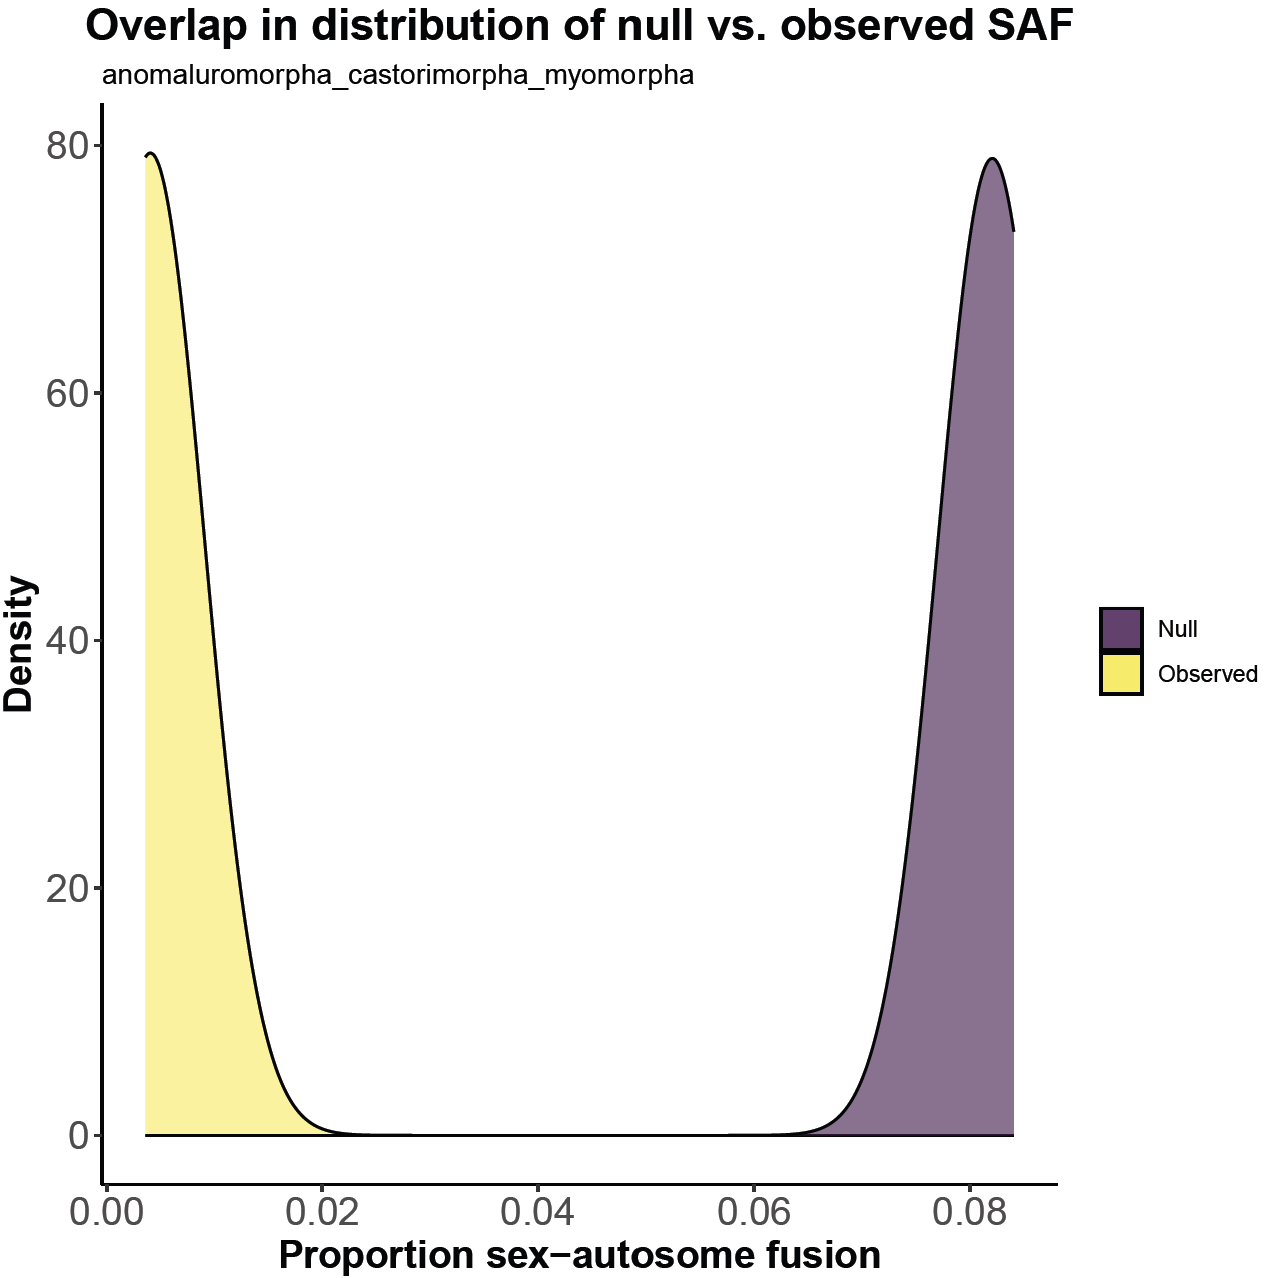 Overlap in distribution of null vs. observed SAF
anomaluromorpha_castorimorpha_myomorpha
80
60
40
20
0
Density
0.00 0.02 0.04 0.06 0.08
Proportion sex−autosome fusion
Null
Observed